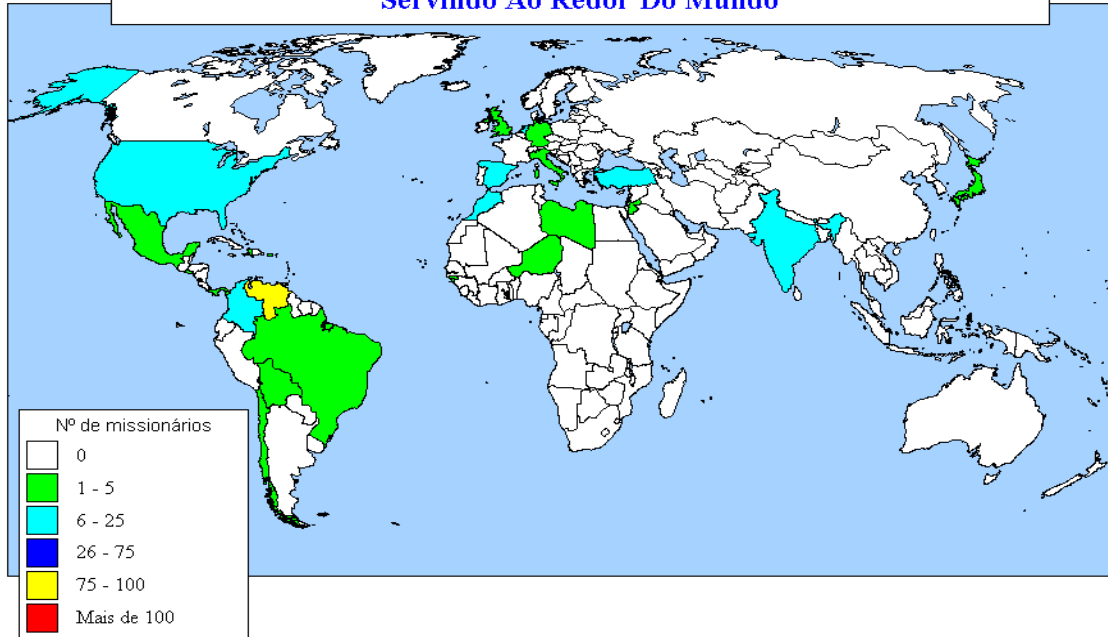 Servindo Ao Redor Do Mundo
Nº de missionários
0
1 - 5
6 - 25
26 - 75
75 - 100
Mais de 100